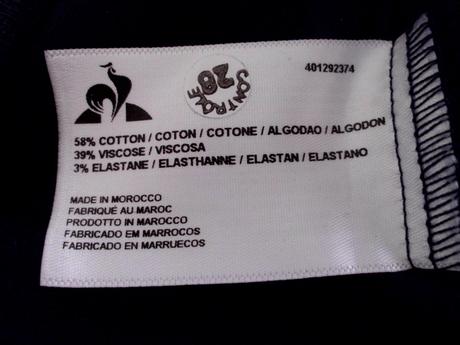 401292374
CONTROLE
28
58% COTTON / COTON / COTONE / ALGODAO / ALGODON
39% VISCOSE / VISCOSA
3% ELASTANE / ELASTHANNE / ELASTAN / ELASTANO
MADE IN MOROCCO
FABRIQUÉ AU MAROC
PRODOTTO IN MAROCCO
FABRICADO EM MARROCOS
FABRICADO EN MARRUECOS